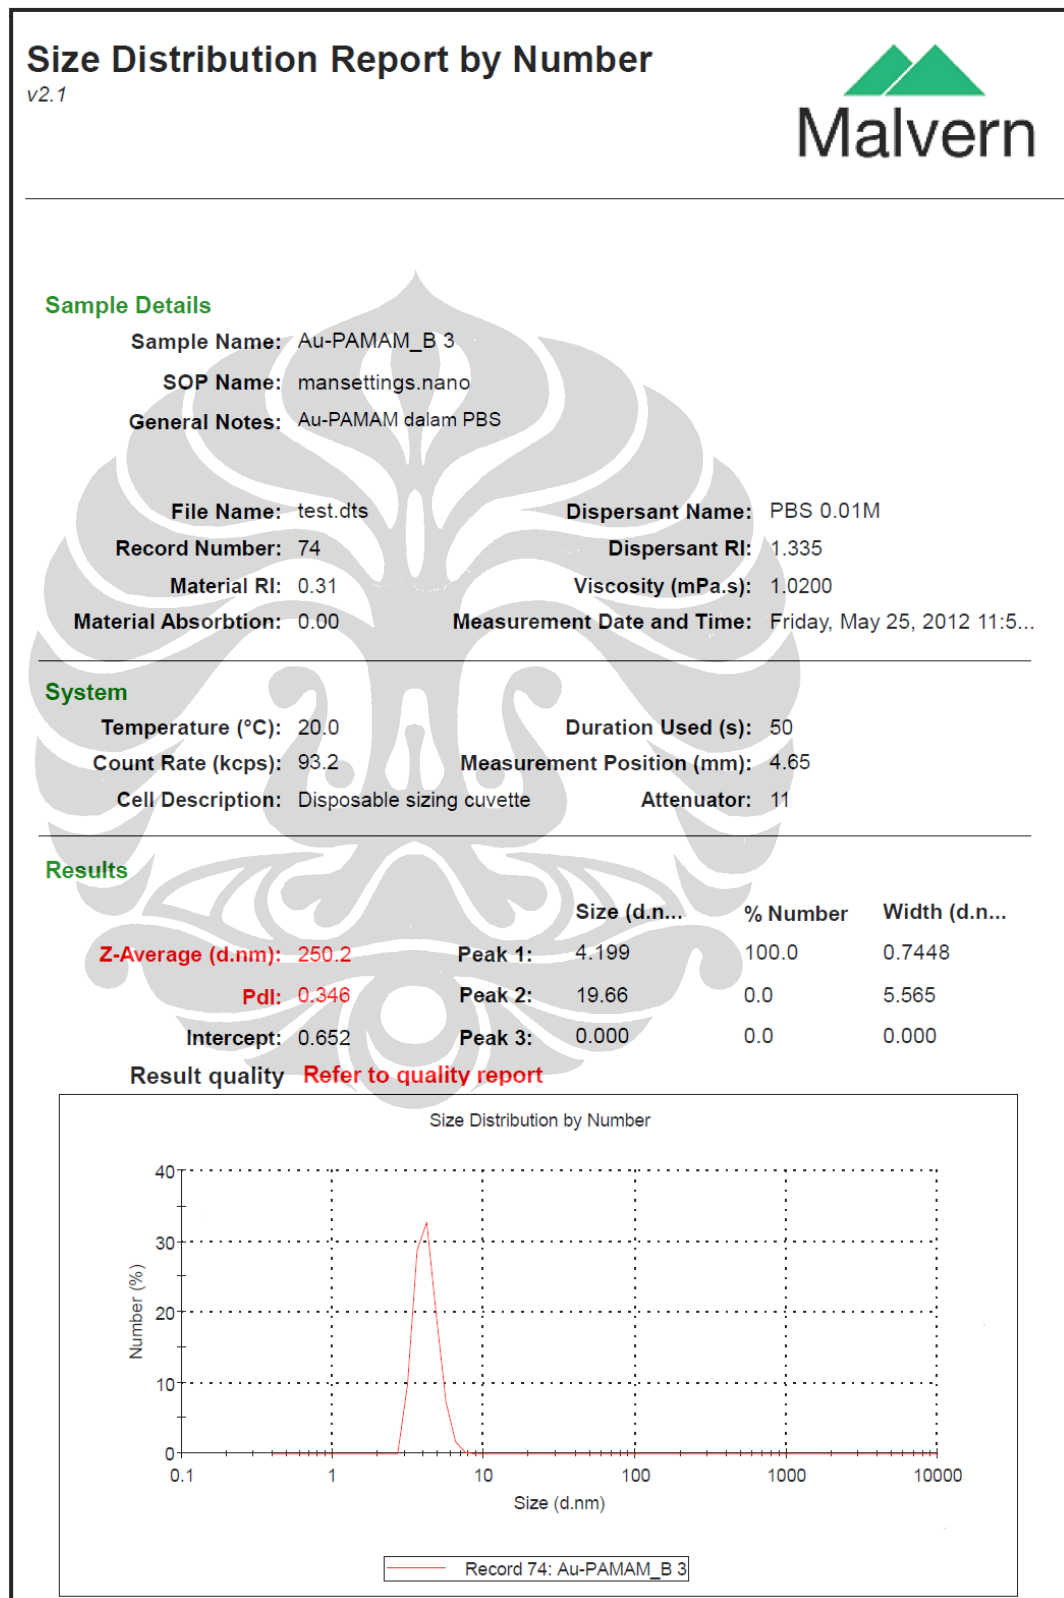 Size Distribution Report by Number
v2.1
Malvern
Sample Details
Sample Name: Au-PAMAM_B 3
SOP Name: mansettings.nano
General Notes: Au-PAMAM dalam PBS
File Name: test.dts Dispersant Name: PBS 0.01M
Record Number: 74 Dispersant RI: 1.335
Material RI: 0.31 Viscosity (mPa.s): 1.0200
Material Absorbtion: 0.00 Measurement Date and Time: Friday, May 25, 2012 11:5...
System
Temperature (°C): 20.0 Duration Used (s): 50
Count Rate (kcps): 93.2 Measurement Position (mm): 4.65
Cell Description: Disposable sizing cuvette Attenuator: 11
Results
Size (d.n... % Number Width (d.n...
Z-Average (d.nm): 250.2 Peak 1: 4.199 100.0 0.7448
PdI: 0.346 Peak 2: 19.66 0.0 5.565
Intercept: 0.652 Peak 3: 0.000 0.0 0.000
Result quality Refer to quality report
Size Distribution by Number
Number (%)
40
30
20
10
0
0.1 1 10 100 1000 10000
Size (d.nm)
Record 74: Au-PAMAM_B 3